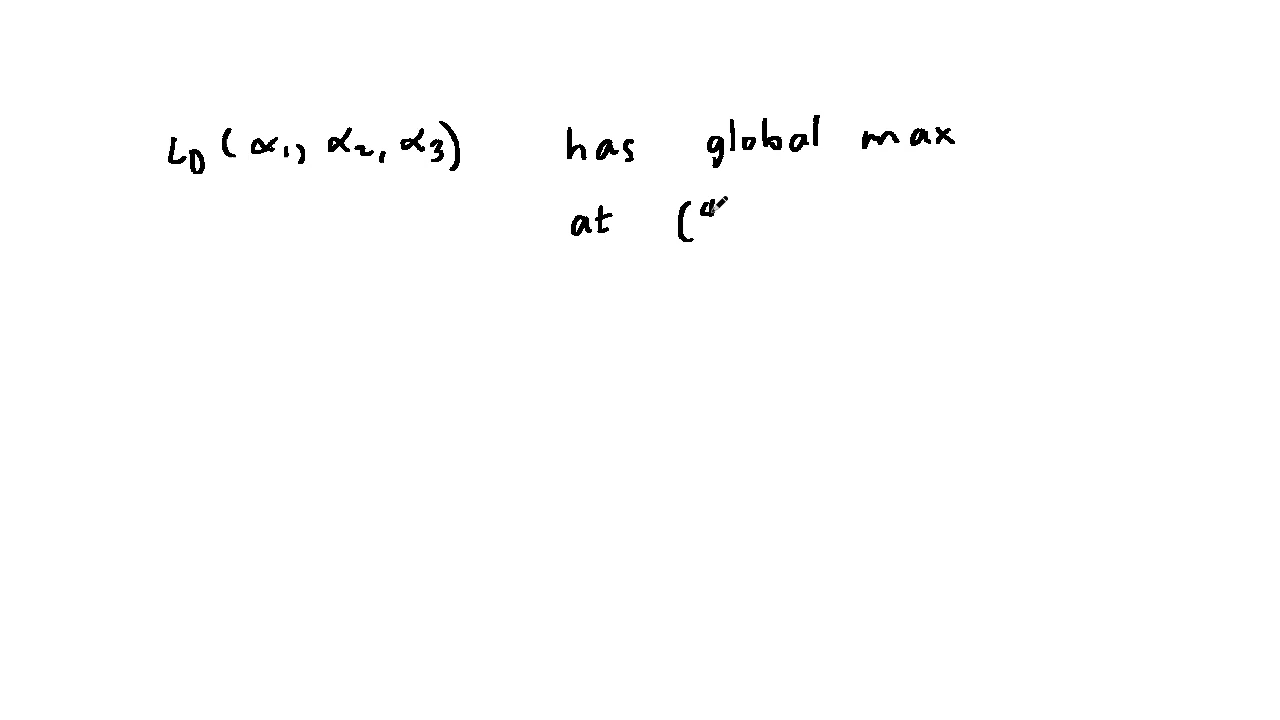 L_D(α₁, α₂, α₃) has global max
at (